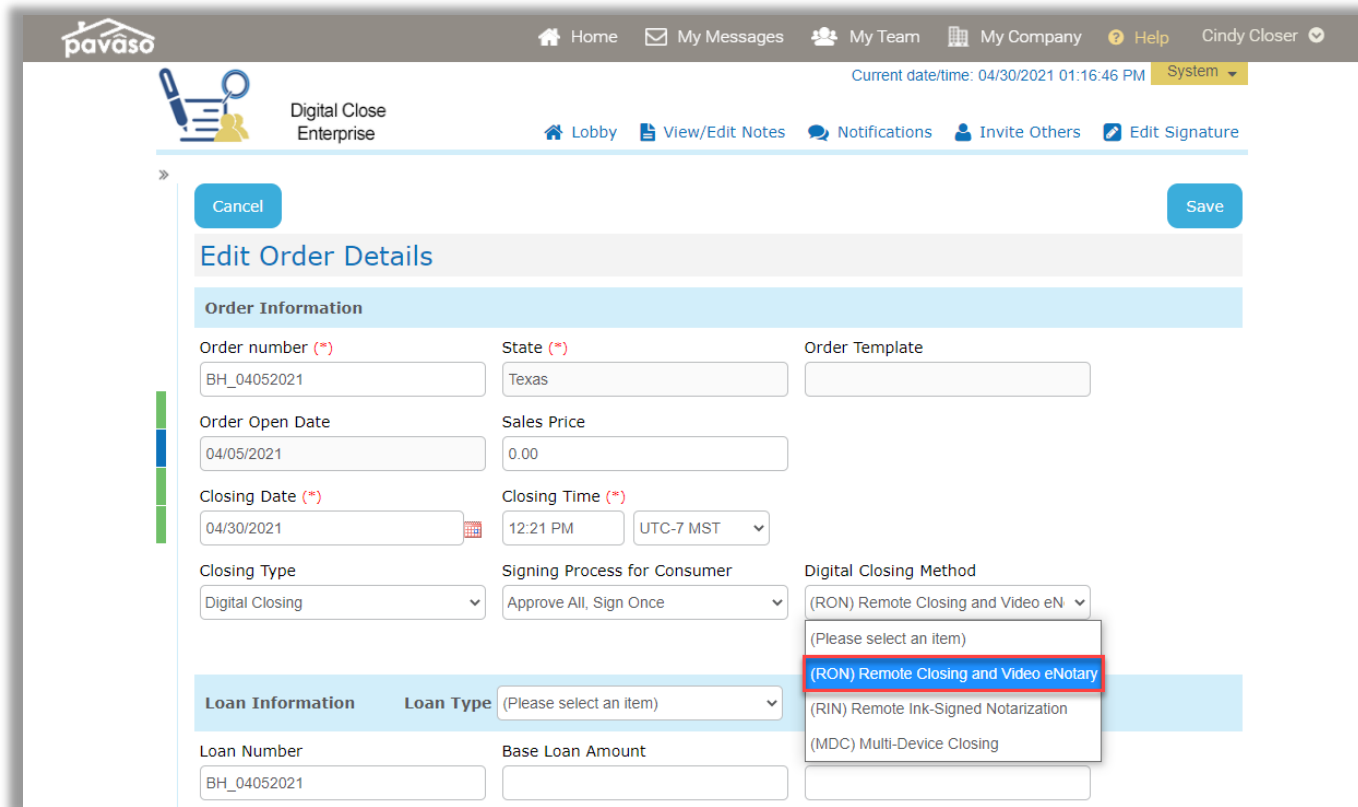 pavaso
Home My Messages My Team My Company Help Cindy Closer
Current date/time: 04/30/2021 01:16:46 PM System
Digital Close
Enterprise
Lobby View/Edit Notes Notifications Invite Others Edit Signature
Cancel Save
Edit Order Details
Order Information
Order number (*) State (*) Order Template
BH_04052021 Texas
Order Open Date Sales Price
04/05/2021 0.00
Closing Date (*) Closing Time (*)
04/30/2021 12:21 PM UTC-7 MST
Closing Type Signing Process for Consumer Digital Closing Method
Digital Closing Approve All, Sign Once (RON) Remote Closing and Video eN
(Please select an item)
(RON) Remote Closing and Video eNotary
Loan Information Loan Type (Please select an item)
(RIN) Remote Ink-Signed Notarization
(MDC) Multi-Device Closing
Loan Number Base Loan Amount
BH_04052021